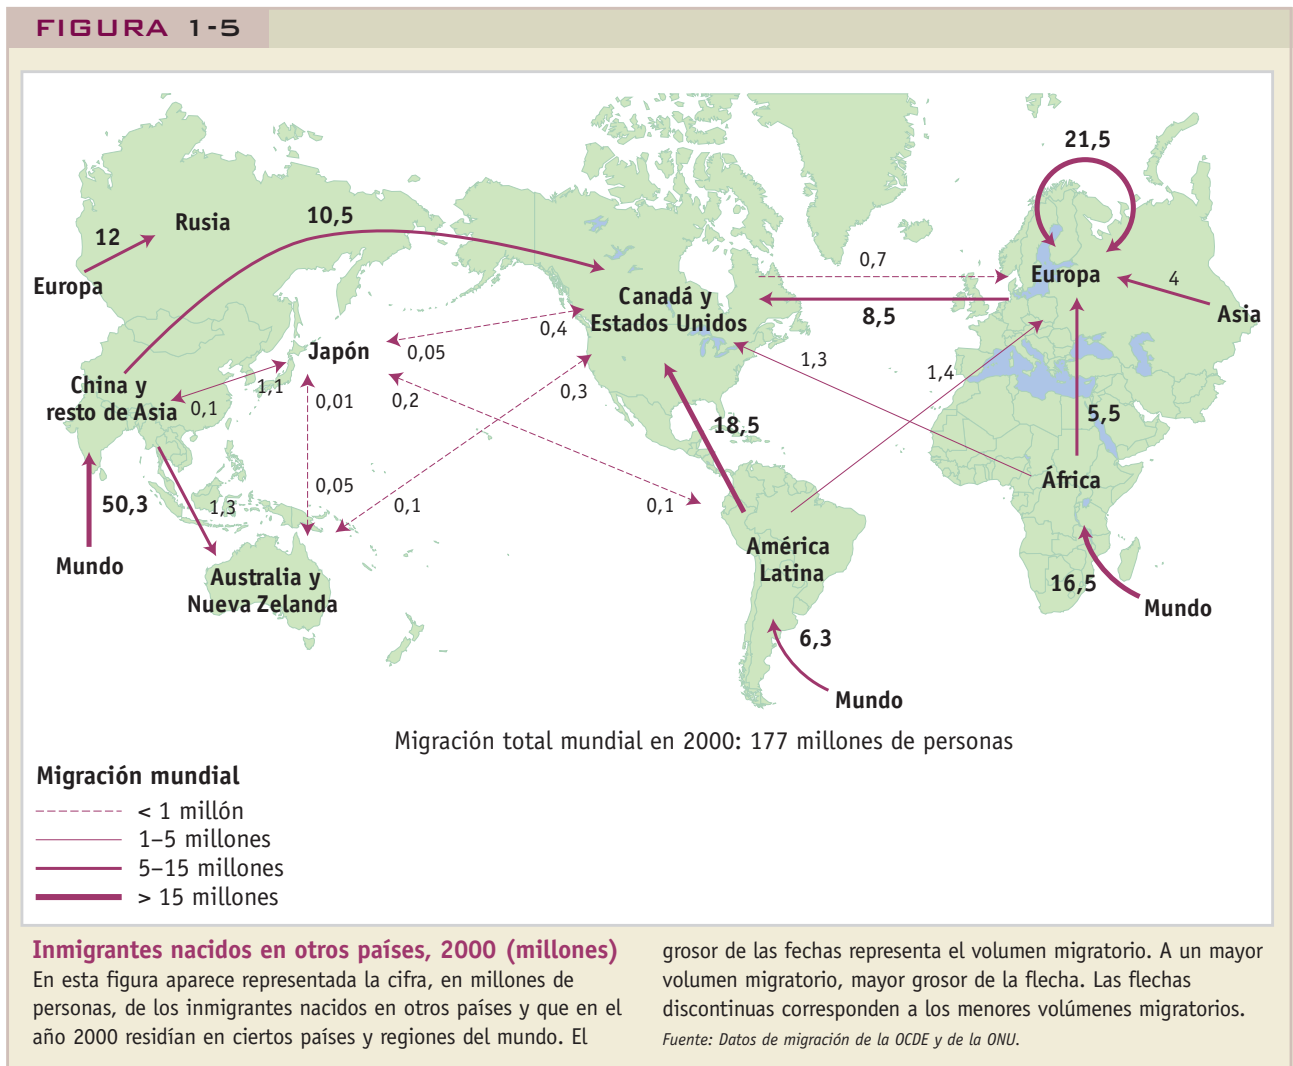 FIGURA 1-5
21,5
Rusia
10,5
12
Europa
0,7
Europa
4
Canadá y
Estados Unidos
8,5
Asia
0,4
Japón
0,05
1,3
1,4
China y
resto de Asia
1,1
0,1
0,01
0,2
0,3
18,5
5,5
África
50,3
1,3
0,05
0,1
0,1
Mundo
América
Latina
Australia y
Nueva Zelanda
16,5
Mundo
6,3
Mundo
Migración total mundial en 2000: 177 millones de personas
Migración mundial
< 1 millón
1–5 millones
5–15 millones
> 15 millones
Inmigrantes nacidos en otros países, 2000 (millones)
En esta figura aparece representada la cifra, en millones de
personas, de los inmigrantes nacidos en otros países y que en el
año 2000 residían en ciertos países y regiones del mundo. El
grosor de las fechas representa el volumen migratorio. A un mayor
volumen migratorio, mayor grosor de la flecha. Las flechas
discontinuas corresponden a los menores volúmenes migratorios.
Fuente: Datos de migración de la OCDE y de la ONU.